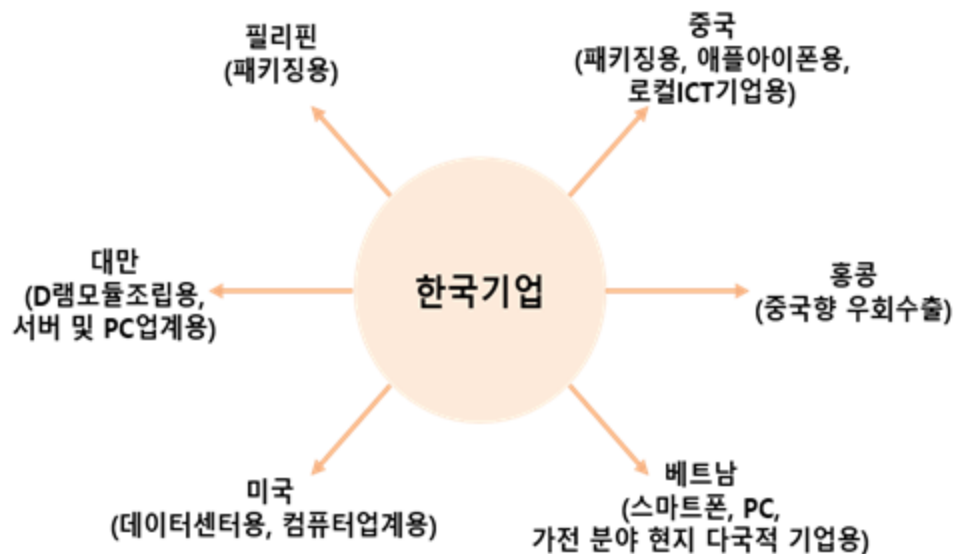 필리핀
(패키징용)
중국
(패키징용, 애플아이폰용,
로컬ICT기업용)
대만
(D램모듈조립용,
서버 및 PC업계용)
한국기업
홍콩
(중국향 우회수출)
미국
(데이터센터용, 컴퓨터업계용)
베트남
(스마트폰, PC,
가전 분야 현지 다국적 기업용)